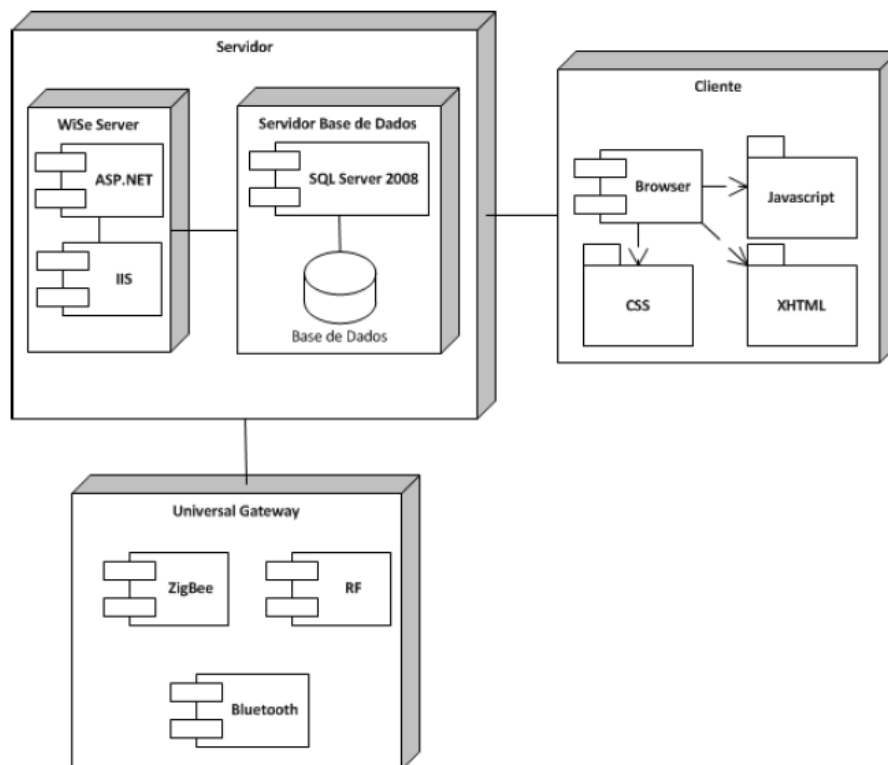 Servidor
WiSe Server
ASP.NET
IIS
Servidor Base de Dados
SQL Server 2008
Base de Dados
Cliente
Browser
Javascript
CSS
XHTML
Universal Gateway
ZigBee
RF
Bluetooth